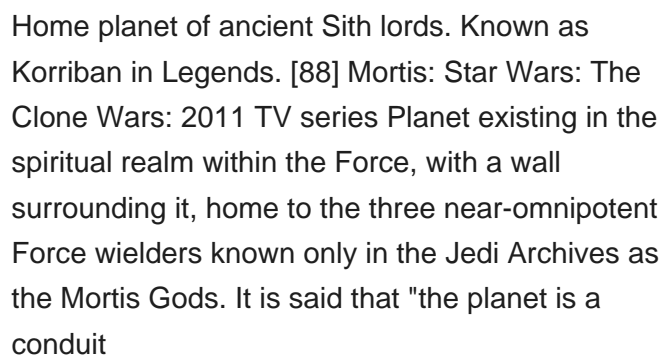 Home planet of ancient Sith lords. Known as
Korriban in Legends. [88] Mortis: Star Wars: The
Clone Wars: 2011 TV series Planet existing in the
spiritual realm within the Force, with a wall
surrounding it, home to the three near-omnipotent
Force wielders known only in the Jedi Archives as
the Mortis Gods. It is said that "the planet is a
conduit